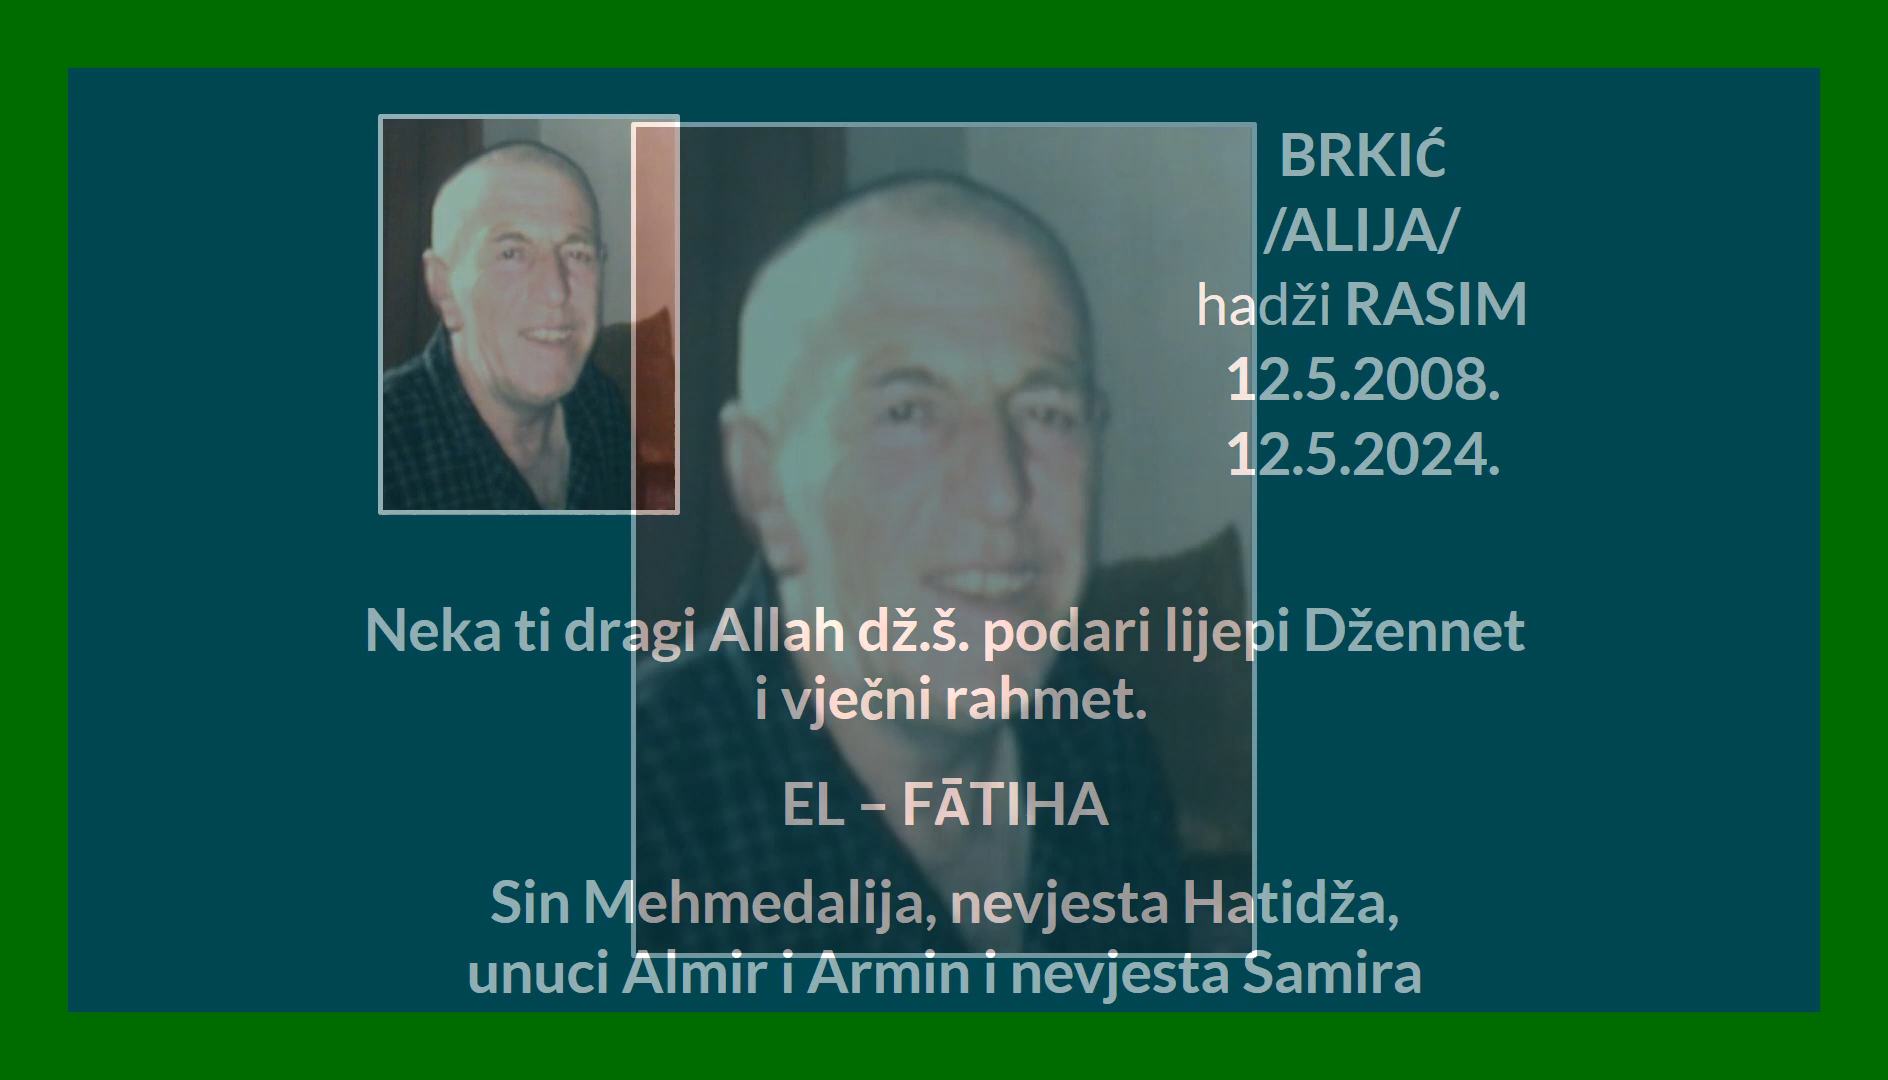 BRKIĆ
/ALIJA/
hadži RASIM
12.5.2008.
12.5.2024.
Neka ti dragi Allah dž.š. podari lijepi Džennet
i vječni rahmet.
EL – FĀTIHA
Sin Mehmedalija, nevjesta Hatidža,
unuci Almir i Armin i nevjesta Samira